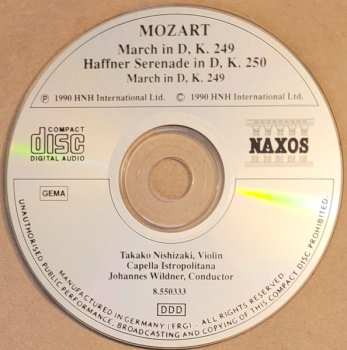 MOZART
March in D, K. 249
Haffner Serenade in D, K. 250
March in D, K. 249
Ⓟ 1990 HNH International Ltd. © 1990 HNH International Ltd.
COMPACT
disc
DIGITAL AUDIO
NAXOS
GEMA
Takako Nishizaki, Violin
Capella Istropolitana
Johannes Wildner, Conductor
8.550333
DDD
MADE IN GERMANY (FRG). ALL RIGHTS RESERVED.
UNAUTHORISED PUBLIC PERFORMANCE, BROADCASTING AND COPYING OF THIS COMPACT DISC PROHIBITED